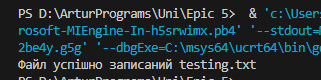 PS D:\ArturPrograms\Uni\Epic 5>  & 'c:\Users
rosoft-MIEngine-In-h5srwimx.pb4' '--stdout=M
2be4y.g5g' '--dbgExe=C:\msys64\ucrt64\bin\g
Файл успішно записаний testing.txt